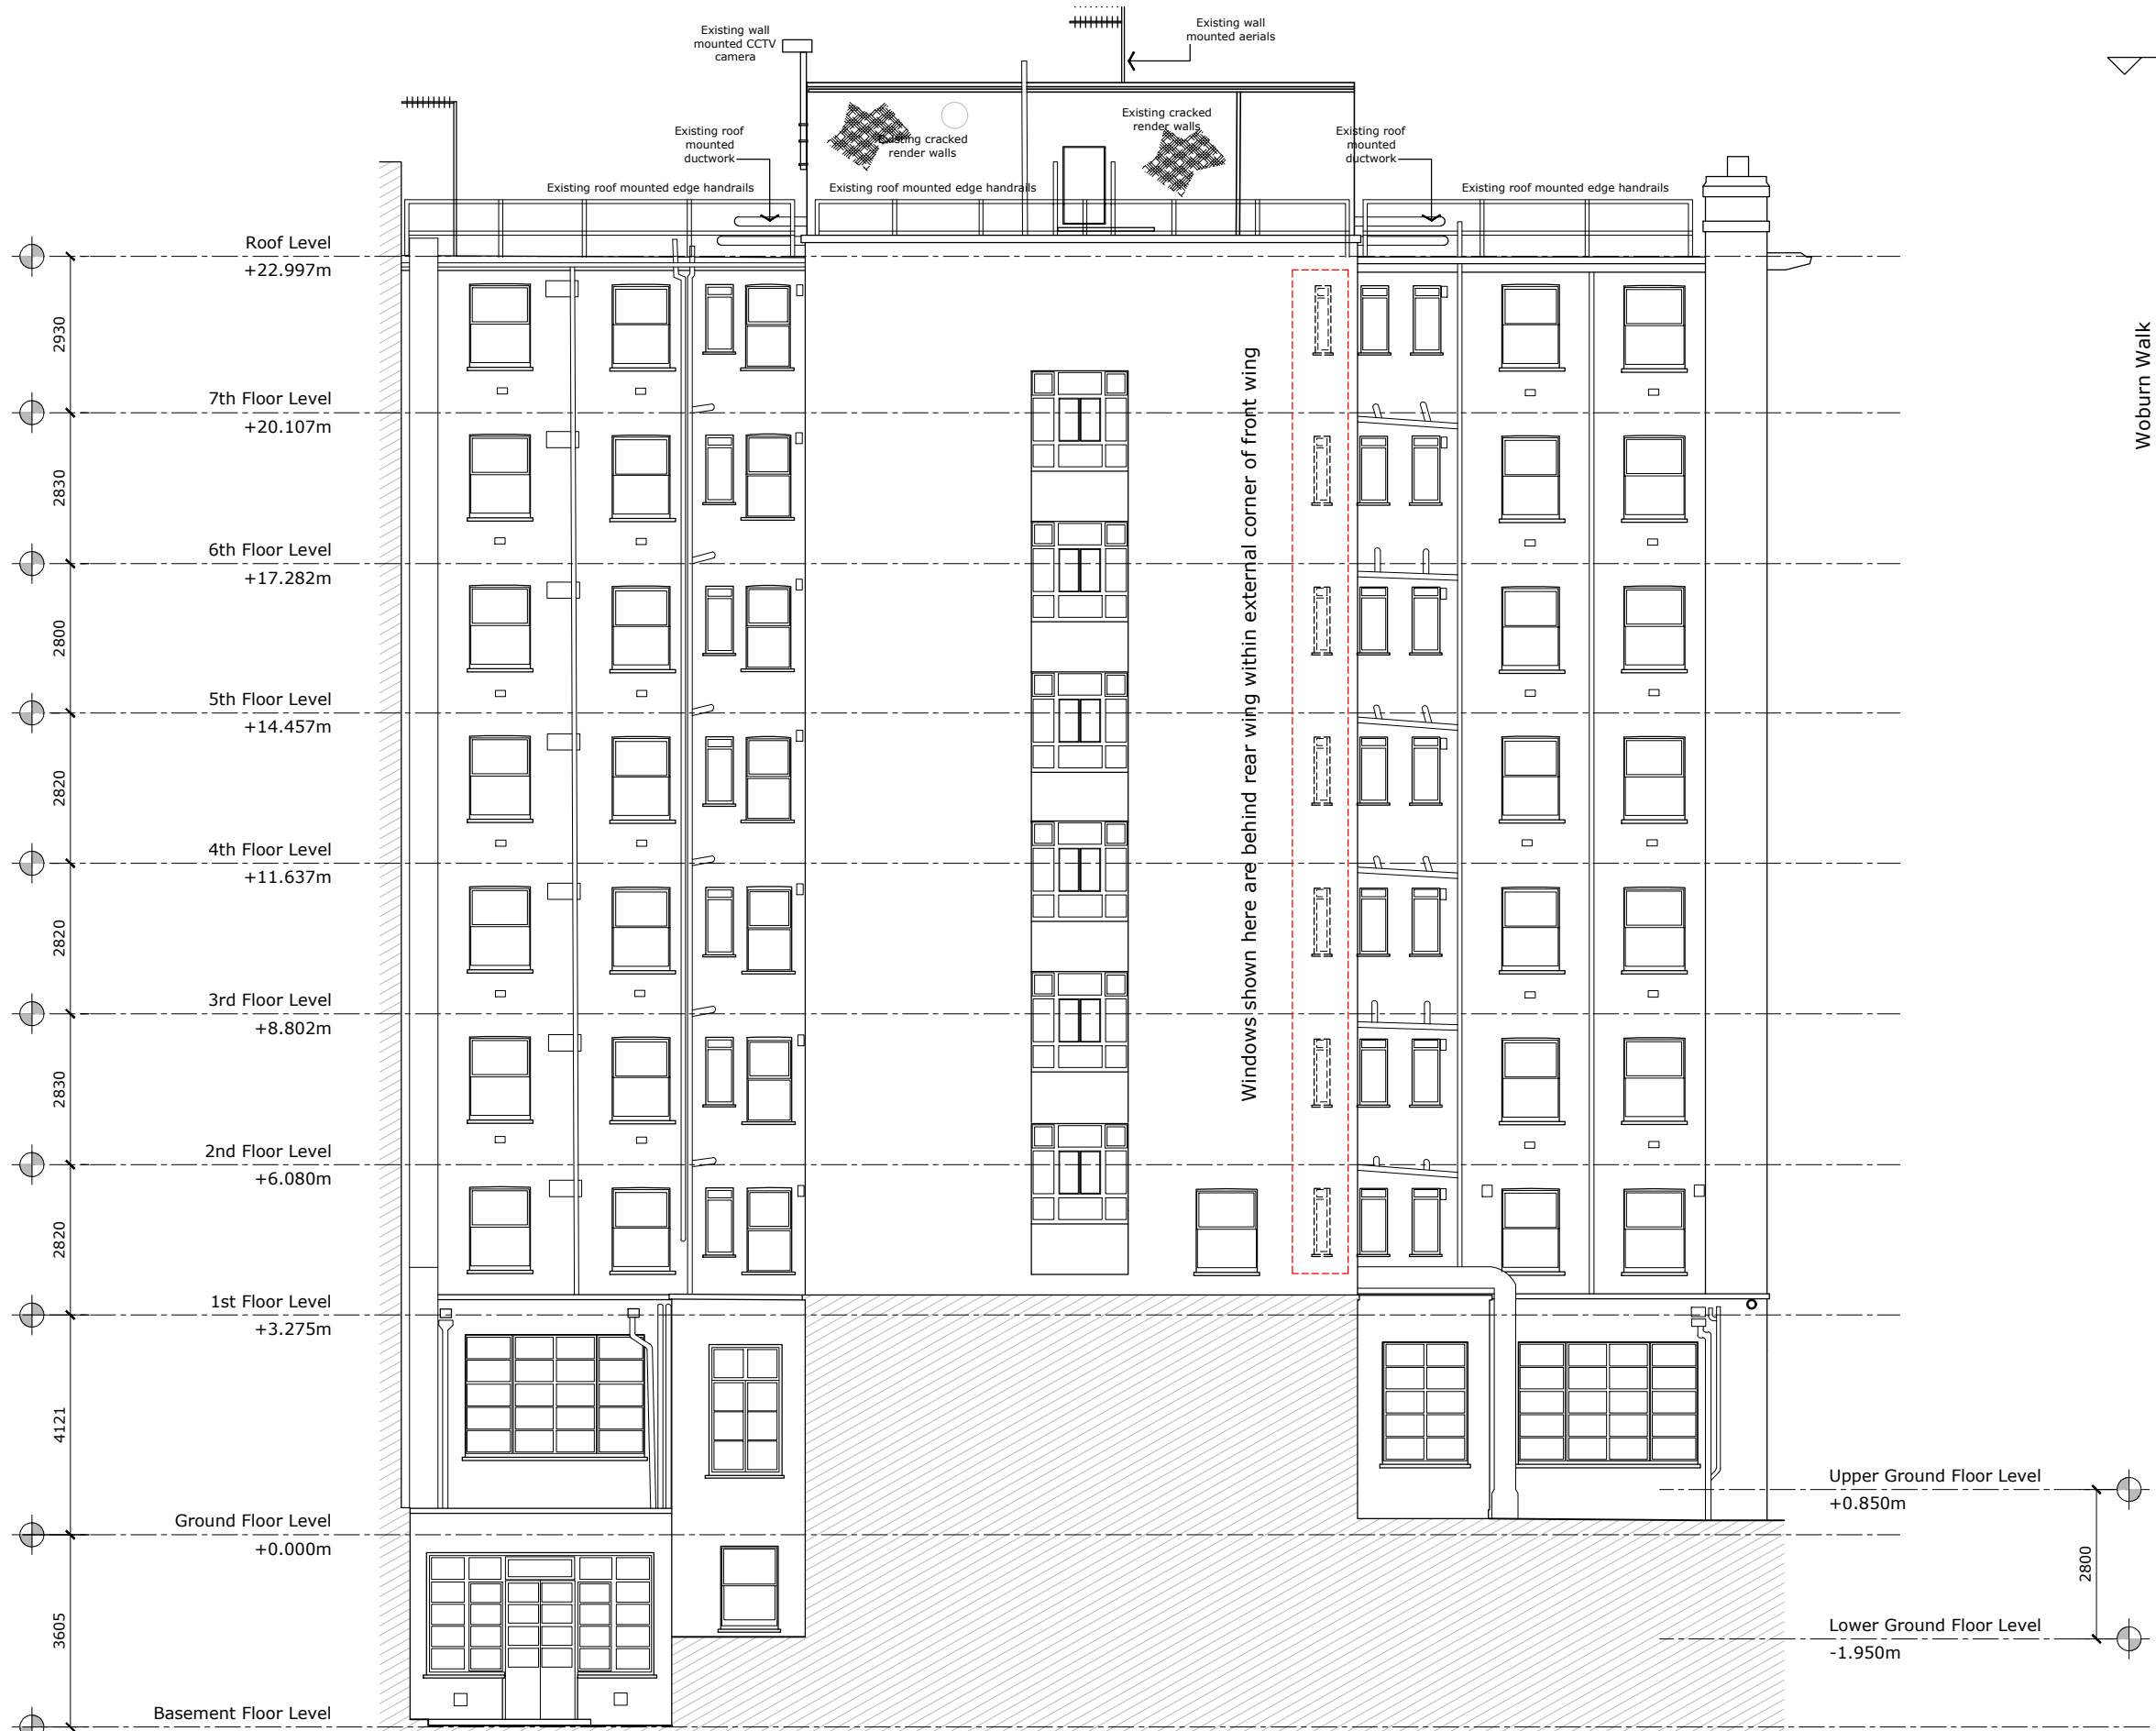 Existing wall
mounted CCTV
camera
Existing wall
mounted aerials
Existing roof
mounted
ductwork
Existing cracked
render walls
Existing cracked
render walls
Existing roof
mounted
ductwork
Existing roof mounted edge handrails
Existing roof mounted edge handrails
Existing roof mounted edge handrails
Roof Level
+22.997m
2930
7th Floor Level
+20.107m
2830
6th Floor Level
+17.282m
2800
5th Floor Level
+14.457m
2820
4th Floor Level
+11.637m
2820
3rd Floor Level
+8.802m
2830
2nd Floor Level
+6.080m
2820
1st Floor Level
+3.275m
4121
Ground Floor Level
+0.000m
3605
Basement Floor Level
Windows shown here are behind rear wing within external corner of front wing
Woburn Walk
Upper Ground Floor Level
+0.850m
2800
Lower Ground Floor Level
-1.950m